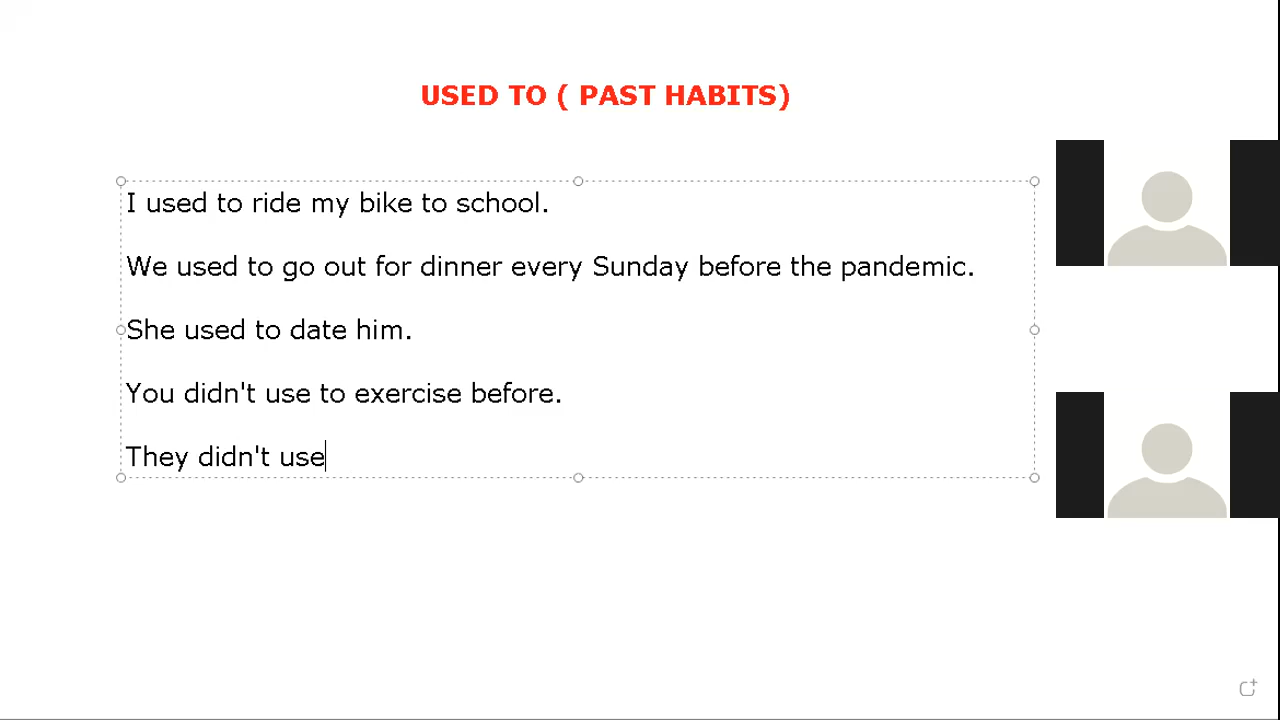 USED TO ( PAST HABITS)
I used to ride my bike to school.
We used to go out for dinner every Sunday before the pandemic.
She used to date him.
You didn't use to exercise before.
They didn't use